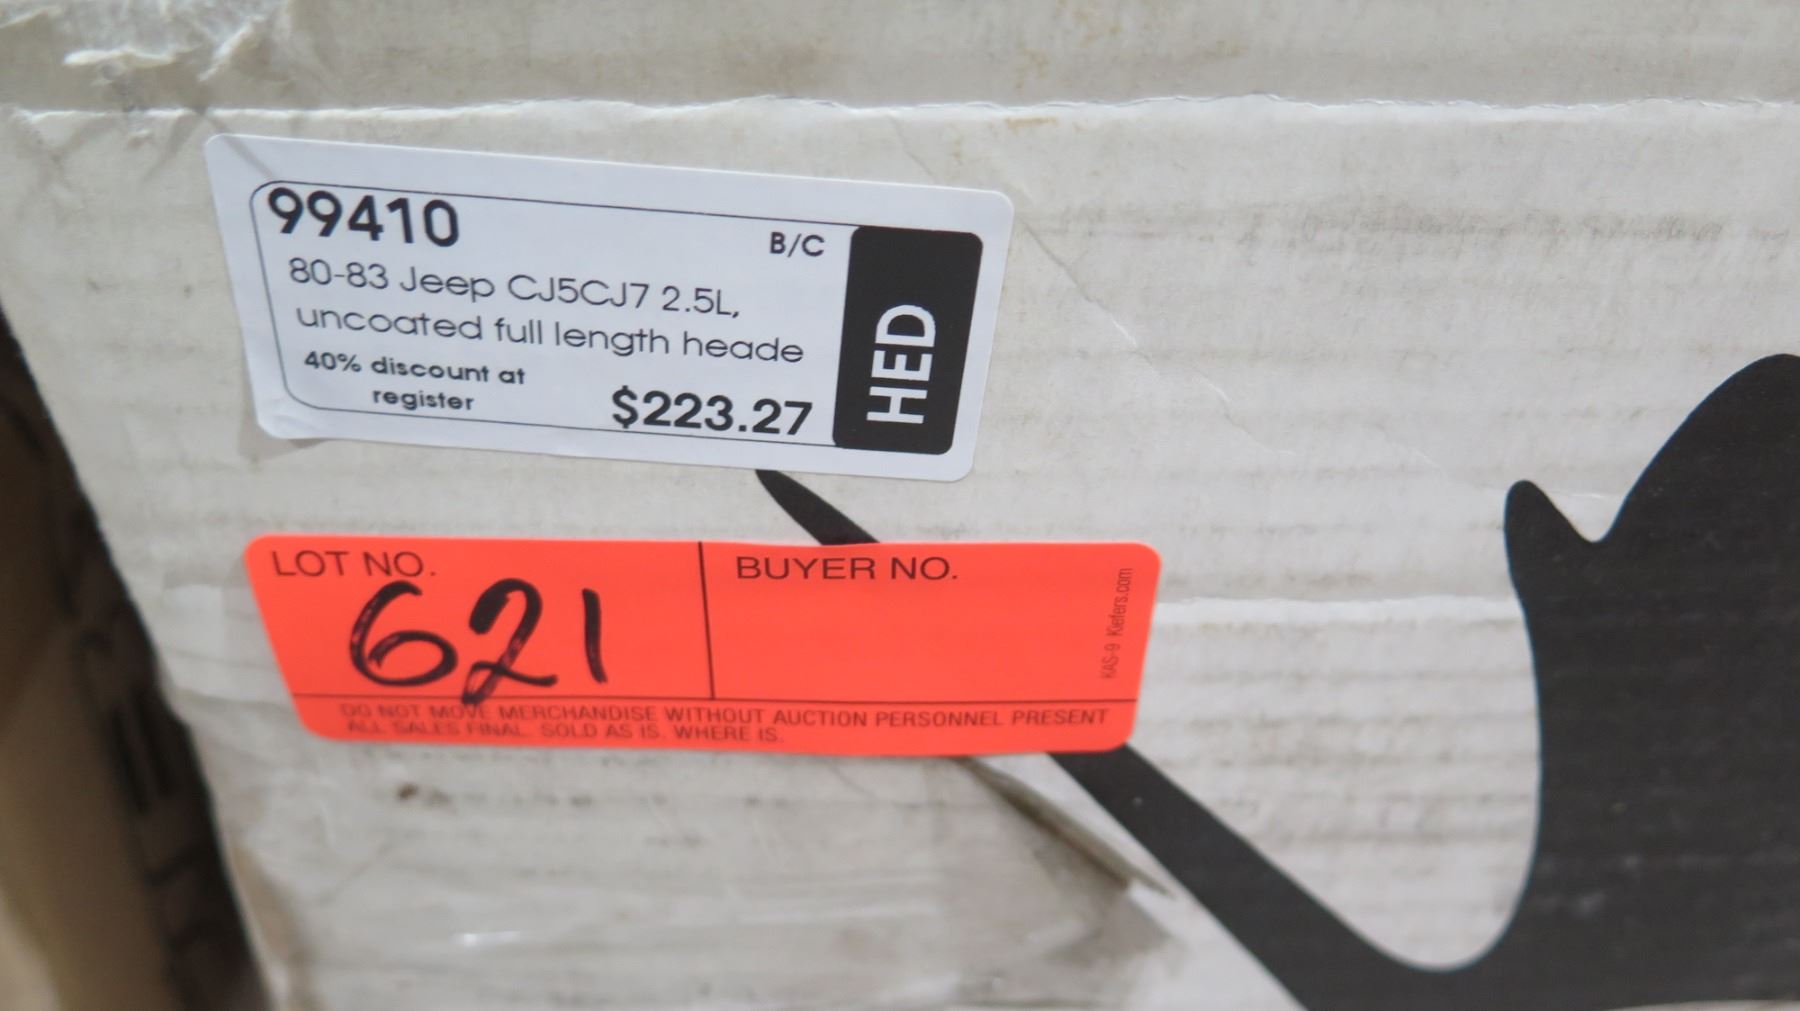 99410
B/C
80-83 Jeep CJ5CJ7 2.5L,
uncoated full length heade
40% discount at
register
$223.27
HED
LOT NO.
621
BUYER NO.
KAS-9 Kiefers.com
DO NOT MOVE MERCHANDISE WITHOUT AUCTION PERSONNEL PRESENT
ALL SALES FINAL. SOLD AS IS. WHERE IS.